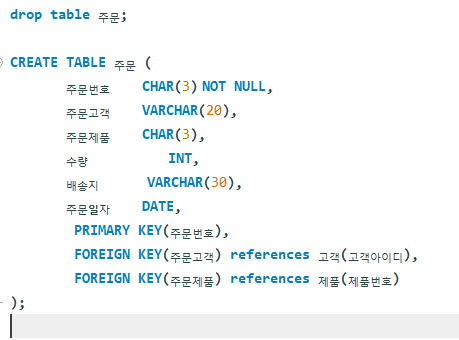 drop table 주문;
CREATE TABLE 주문 (
주문번호 CHAR(3) NOT NULL,
주문고객 VARCHAR(20),
주문제품 CHAR(3),
수량 INT,
배송지 VARCHAR(30),
주문일자 DATE,
PRIMARY KEY(주문번호),
FOREIGN KEY(주문고객) references 고객(고객아이디),
FOREIGN KEY(주문제품) references 제품(제품번호)
);